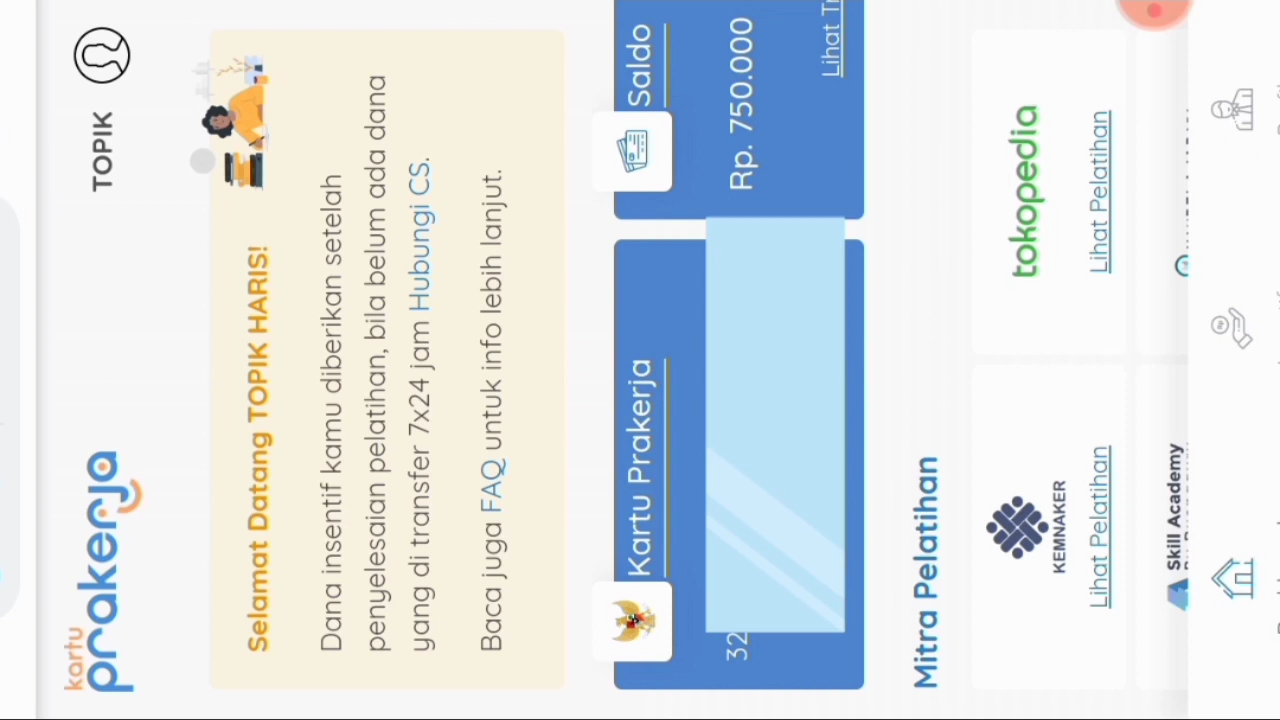 kartu
prakerja
TOPIK
Selamat Datang TOPIK HARIS!
Dana insentif kamu diberikan setelah
penyelesaian pelatihan, bila belum ada dana
yang di transfer 7x24 jam Hubungi CS.
Baca juga FAQ untuk info lebih lanjut.
Kartu Prakerja
32
Saldo
Rp. 750.000
Lihat
Mitra Pelatihan
KEMNAKER
Lihat Pelatihan
tokopedia
Lihat Pelatihan
Skill Academy